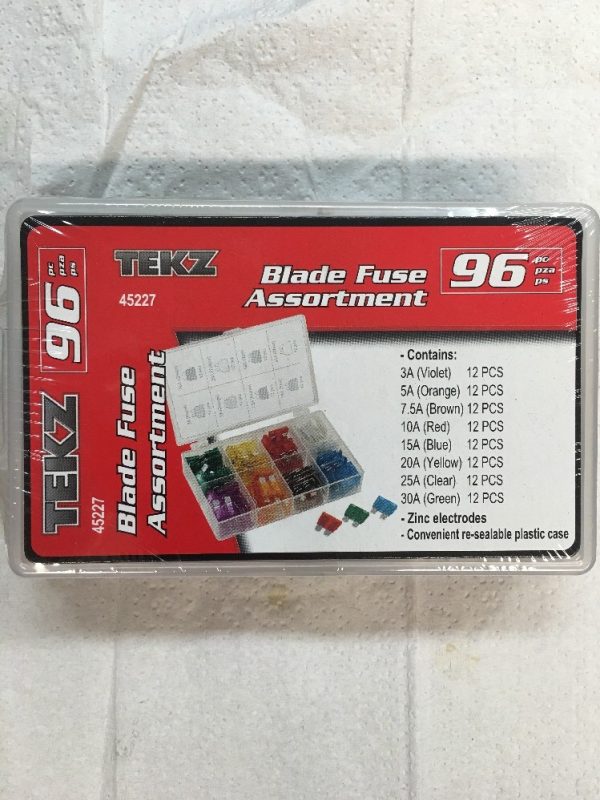 TEKZ
45227
Blade Fuse
Assortment
96
pc
pza
ps
- Contains:
3A (Violet) 12 PCS
5A (Orange) 12 PCS
7.5A (Brown) 12 PCS
10A (Red) 12 PCS
15A (Blue) 12 PCS
20A (Yellow) 12 PCS
25A (Clear) 12 PCS
30A (Green) 12 PCS
- Zinc electrodes
- Convenient re-sealable plastic case
TEKZ
96
pc
pza
ps
45227
Blade Fuse
Assortment